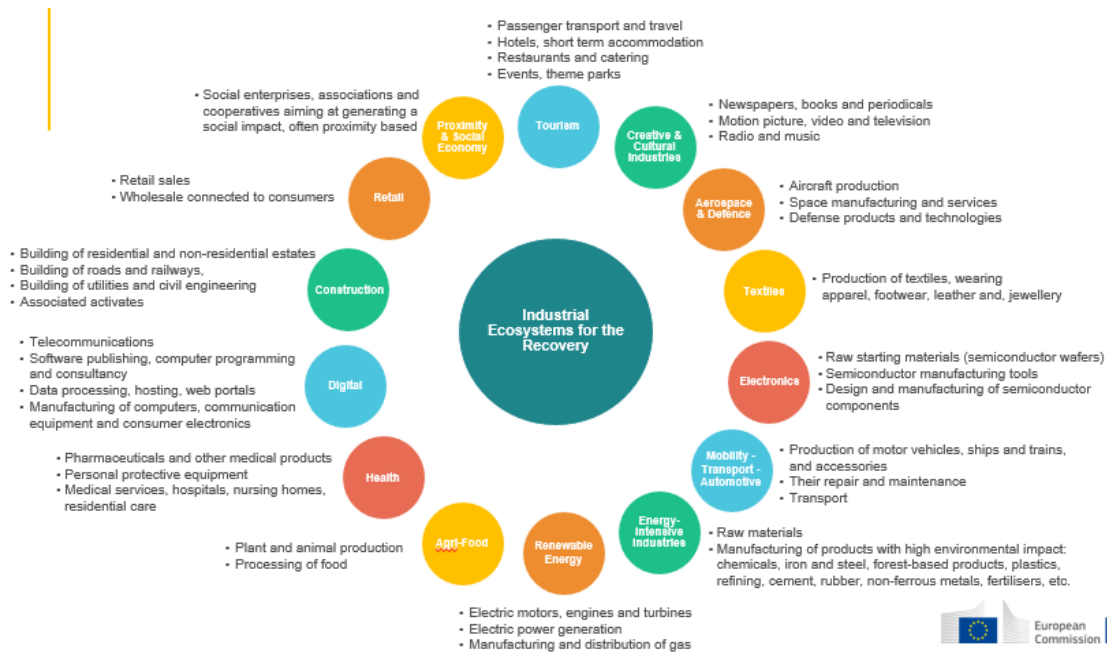 ▪ Passenger transport and travel
▪ Hotels, short term accommodation
▪ Restaurants and catering
▪ Events, theme parks
Tourism
▪ Newspapers, books and periodicals
▪ Motion picture, video and television
▪ Radio and music
Creative &
Cultural
Industries
▪ Aircraft production
▪ Space manufacturing and services
▪ Defense products and technologies
Aerospace
& Defence
▪ Production of textiles, wearing
apparel, footwear, leather and, jewellery
Textiles
▪ Raw starting materials (semiconductor wafers)
▪ Semiconductor manufacturing tools
▪ Design and manufacturing of semiconductor
components
Electronics
▪ Production of motor vehicles, ships and trains,
and accessories
▪ Their repair and maintenance
▪ Transport
Mobility -
Transport -
Automotive
▪ Raw materials
▪ Manufacturing of products with high environmental impact:
chemicals, iron and steel, forest-based products, plastics,
refining, cement, rubber, non-ferrous metals, fertilisers, etc.
Energy-
Intensive
Industries
▪ Electric motors, engines and turbines
▪ Electric power generation
▪ Manufacturing and distribution of gas
Renewable
Energy
▪ Plant and animal production
▪ Processing of food
Agri-Food
▪ Pharmaceuticals and other medical products
▪ Personal protective equipment
▪ Medical services, hospitals, nursing homes,
residential care
Health
▪ Telecommunications
▪ Software publishing, computer programming
and consultancy
▪ Data processing, hosting, web portals
▪ Manufacturing of computers, communication
equipment and consumer electronics
Digital
▪ Building of residential and non-residential estates
▪ Building of roads and railways,
▪ Building of utilities and civil engineering
▪ Associated activates
Construction
▪ Retail sales
▪ Wholesale connected to consumers
Retail
▪ Social enterprises, associations and
cooperatives aiming at generating a
social impact, often proximity based
Proximity
& Social
Economy
Industrial
Ecosystems for the
Recovery
European
Commission